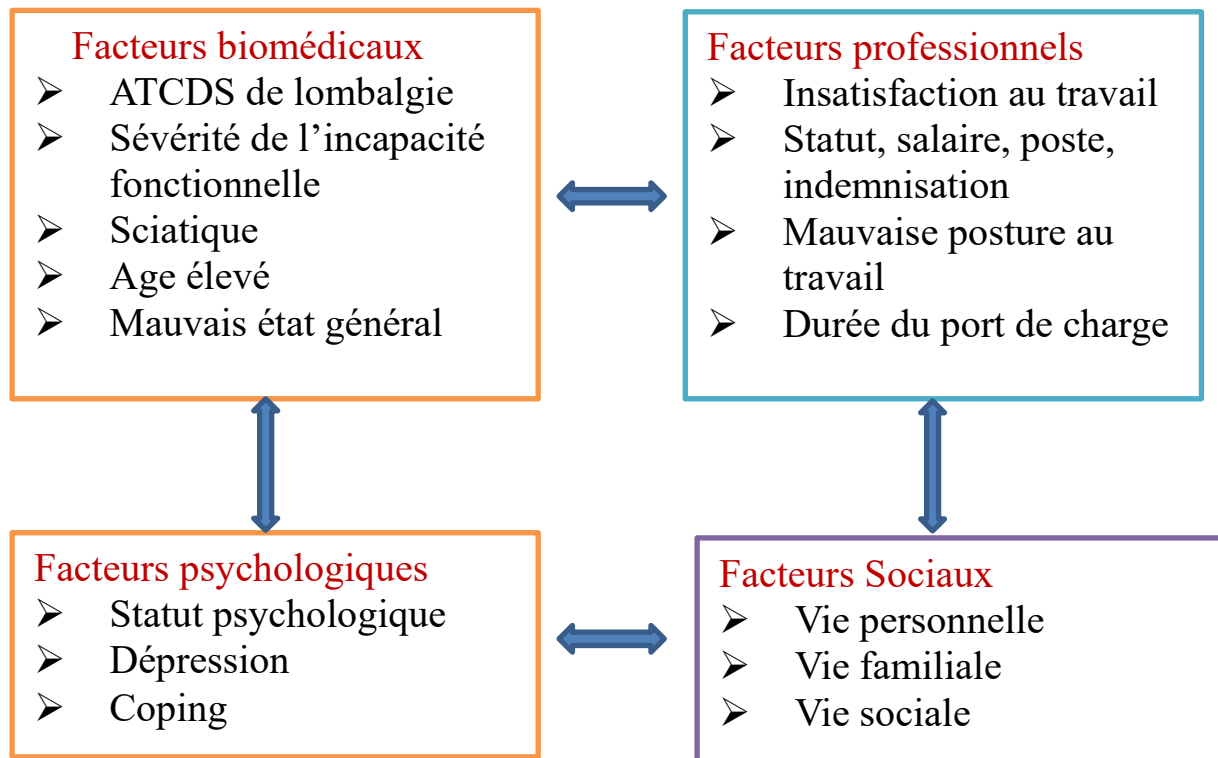 Facteurs biomédicaux
➢ ATCDS de lombalgie
➢ Sévérité de l’incapacité
fonctionnelle
➢ Sciatique
➢ Age élevé
➢ Mauvais état général
Facteurs professionnels
➢ Insatisfaction au travail
➢ Statut, salaire, poste,
indemnisation
➢ Mauvaise posture au
travail
➢ Durée du port de charge
Facteurs psychologiques
➢ Statut psychologique
➢ Dépression
➢ Coping
Facteurs Sociaux
➢ Vie personnelle
➢ Vie familiale
➢ Vie sociale